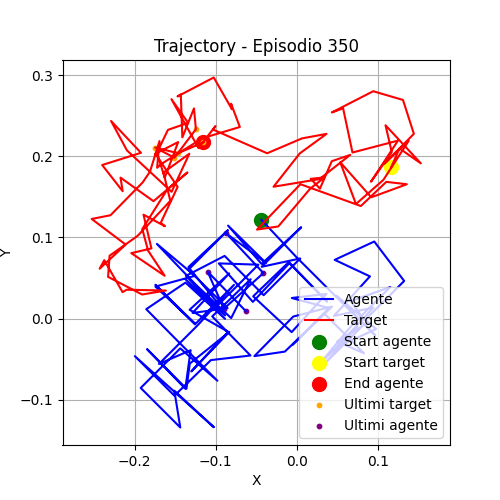 Trajectory - Episodio 350
Y
0.3
0.2
0.1
0.0
−0.1
−0.2
−0.1
0.0
0.1
X
Agente
Target
Start agente
Start target
End agente
Ultimi target
Ultimi agente